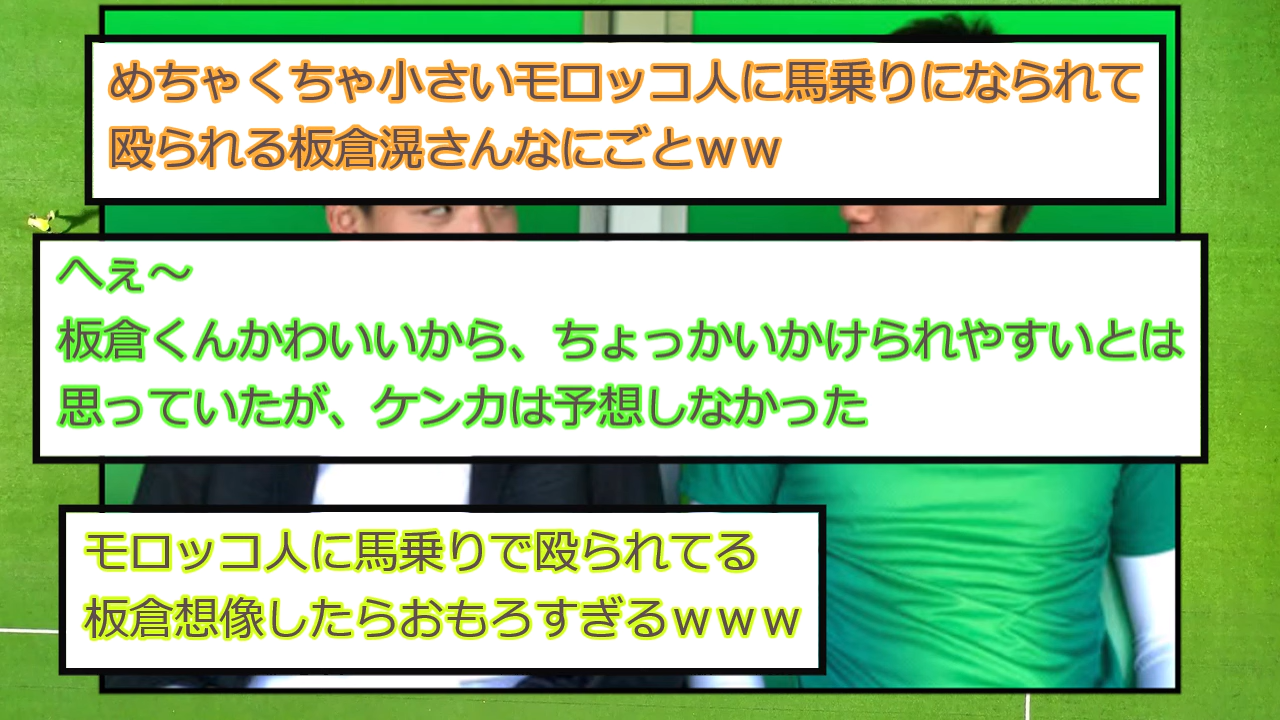 めちゃくちゃ小さいモロッコ人に馬乗りになられて
殴られる板倉滉さんなにごとｗｗ
へぇ～
板倉くんかわいいから、ちょっかいかけられやすいとは
思っていたが、ケンカは予想しなかった
モロッコ人に馬乗りで殴られてる
板倉想像したらおもろすぎるｗｗｗ